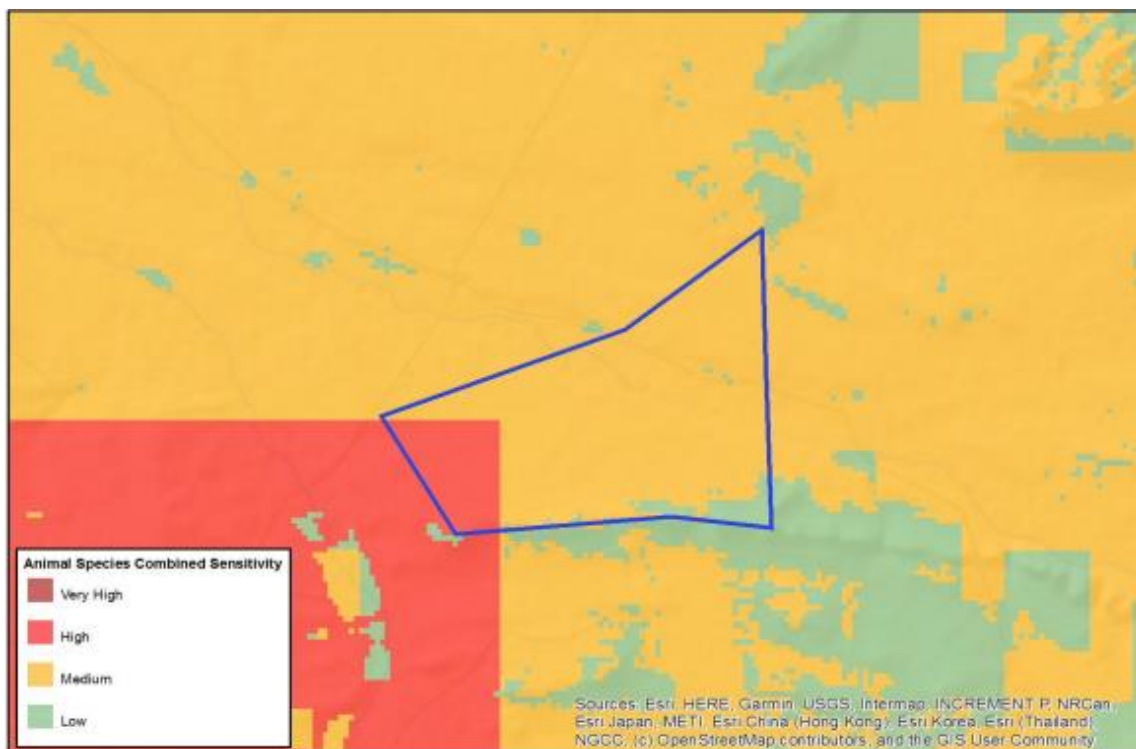 Animal Species Combined Sensitivity
Very High
High
Medium
Low
Sources: Esri, HERE, Garmin, USGS, Intermap, INCREMENT P, NRCan,
Esri Japan, METI, Esri China (Hong Kong), Esri Korea, Esri (Thailand),
NGCC, (c) OpenStreetMap contributors, and the GIS User Community